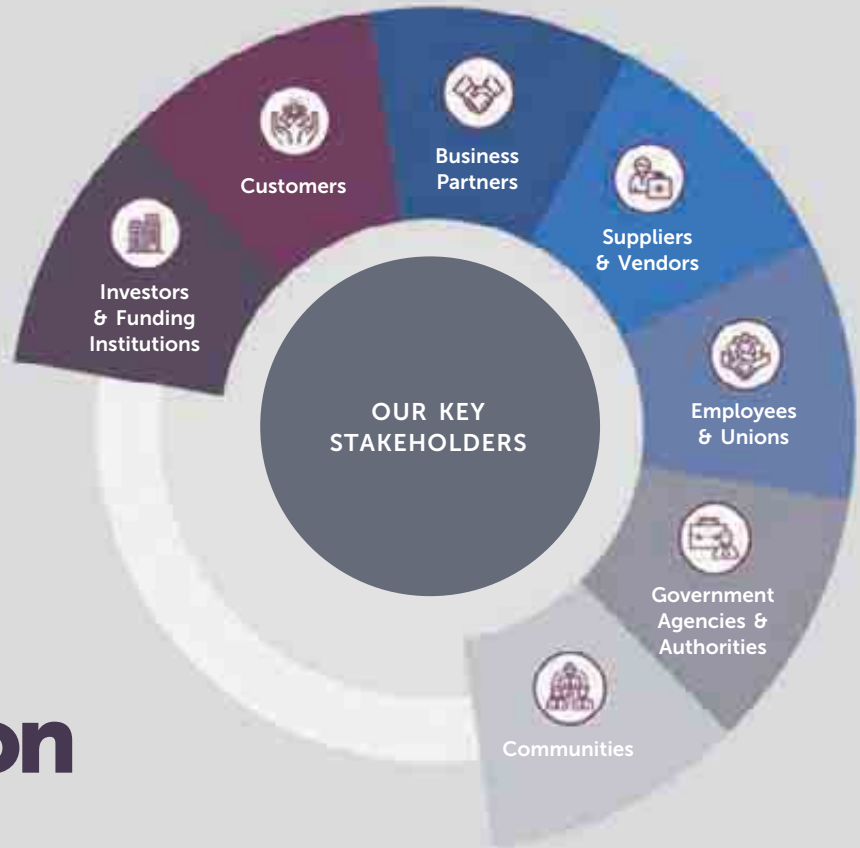 Customers
Business
Partners
Suppliers
& Vendors
Investors
& Funding
Institutions
OUR KEY
STAKEHOLDERS
Employees
& Unions
Government
Agencies &
Authorities
Communities
on